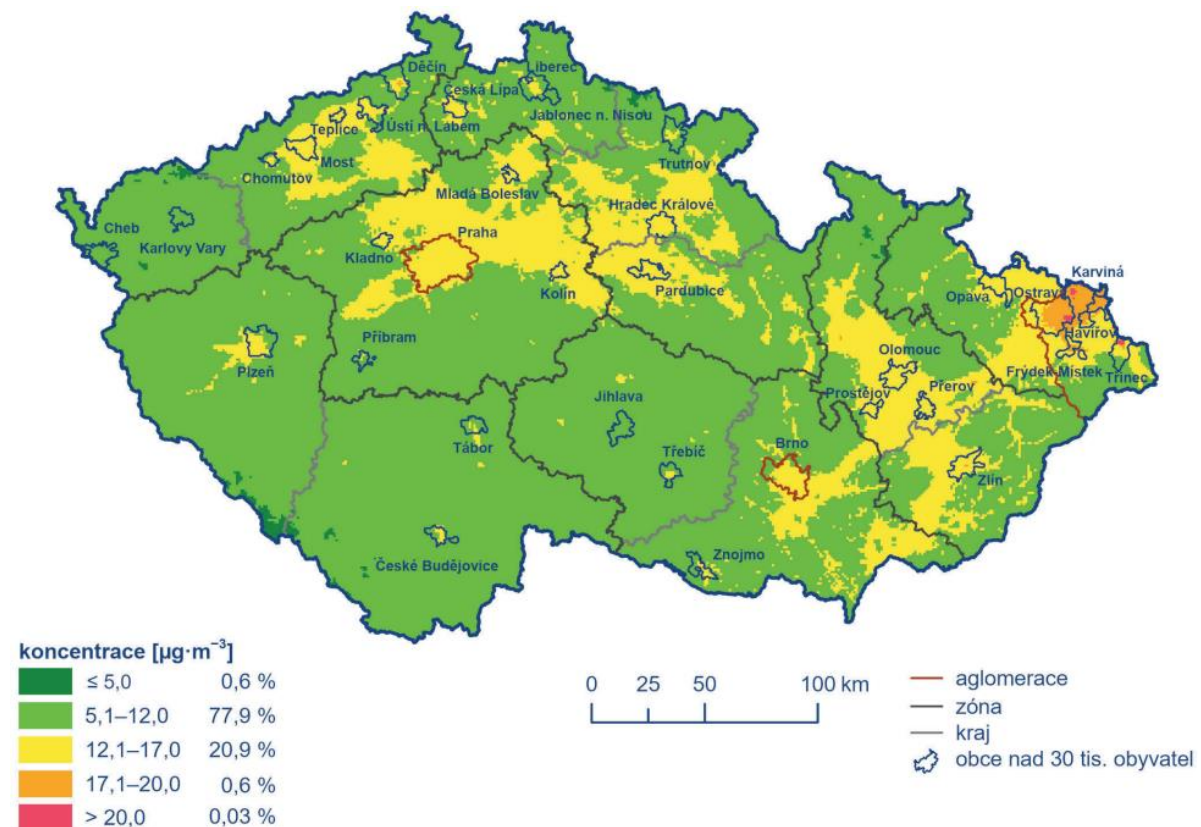 Děčín
Liberec
Česká Lípa
Jablonec n. Nisou
Teplice
Ústí n. Labem
Most
Trutnov
Chomutov
Mladá Boleslav
Hradec Králové
Cheb
Karlovy Vary
Praha
Kladno
Kolín
Pardubice
Karviná
Opava
Ostrava
Havířov
Příbram
Plzeň
Olomouc
Frýdek-Místek
Třinec
Prostějov
Přerov
Jihlava
Tábor
Třebíč
Brno
Zlín
České Budějovice
Znojmo
koncentrace [µg·m⁻³]
≤ 5,0 0,6 %
5,1–12,0 77,9 %
12,1–17,0 20,9 %
17,1–20,0 0,6 %
> 20,0 0,03 %
0 25 50 100 km
aglomerace
zóna
kraj
obce nad 30 tis. obyvatel